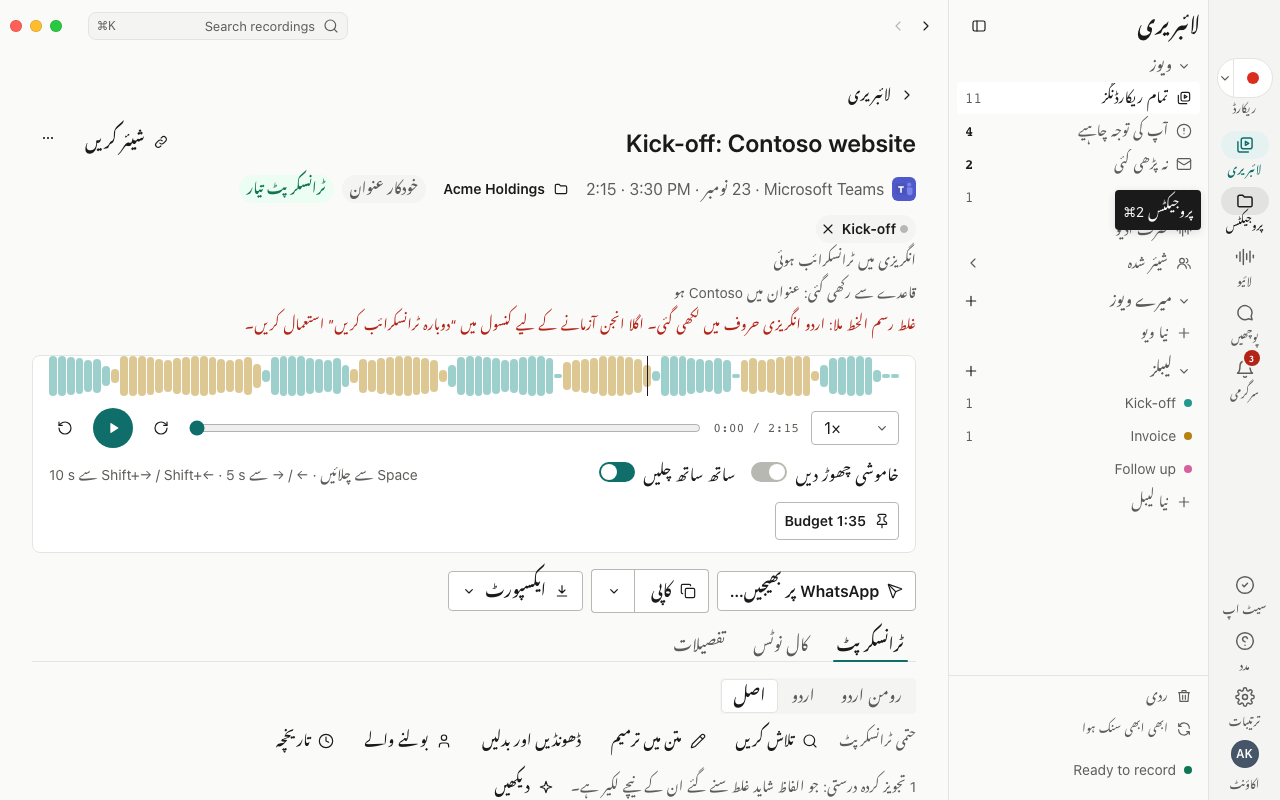 ریکارڈ
لائبریری
پروجیکٹس
لائیو
پوچھیں
3
سرگرمی
سیٹ اپ
مدد
ترتیبات
AK
اکاؤنٹ
لائبریری
ویوز
تمام ریکارڈنگز 11
آپ کی توجہ چاہیے 4
نہ پڑھی گئی 2
1
پروجیکٹس ⌘2
شیئر شدہ
میرے ویوز
نیا ویو
لیبلز
Kick-off 1
Invoice 1
Follow up
نیا لیبل
ردی
ابھی ابھی سنک ہوا
Ready to record
Search recordings ⌘K
لائبریری
Kick-off: Contoso website
شیئر کریں ...
Microsoft Teams · 23 نومبر · 3:30 PM · 2:15 Acme Holdings خودکار عنوان ٹرانسکرپٹ تیار
Kick-off
انگریزی میں ٹرانسکرائب ہوئی
قاعدے سے رکھی گئی: عنوان میں Contoso ہو
غلط رسم الخط ملا: اردو انگریزی حروف میں لکھی گئی۔ اگلا انجن آزمانے کے لیے کنسول میں "دوبارہ ٹرانسکرائب کریں" استعمال کریں۔
0:00 / 2:15 1×
خاموشی چھوڑ دیں ساتھ ساتھ چلیں
Space سے چلائیں · ← / → سے 5 s · Shift+← / Shift+→ سے 10 s
Budget 1:35
WhatsApp پر بھیجیں... کاپی ایکسپورٹ
ٹرانسکرپٹ کال نوٹس تفصیلات
رومن اردو اردو اصل
حتمی ٹرانسکرپٹ تلاش کریں متن میں ترمیم ڈھونڈیں اور بدلیں بولنے والے تاریخچہ
1 تجویز کردہ درستی: جو الفاظ شاید غلط سنے گئے ان کے نیچے لکیر ہے۔ دیکھیں